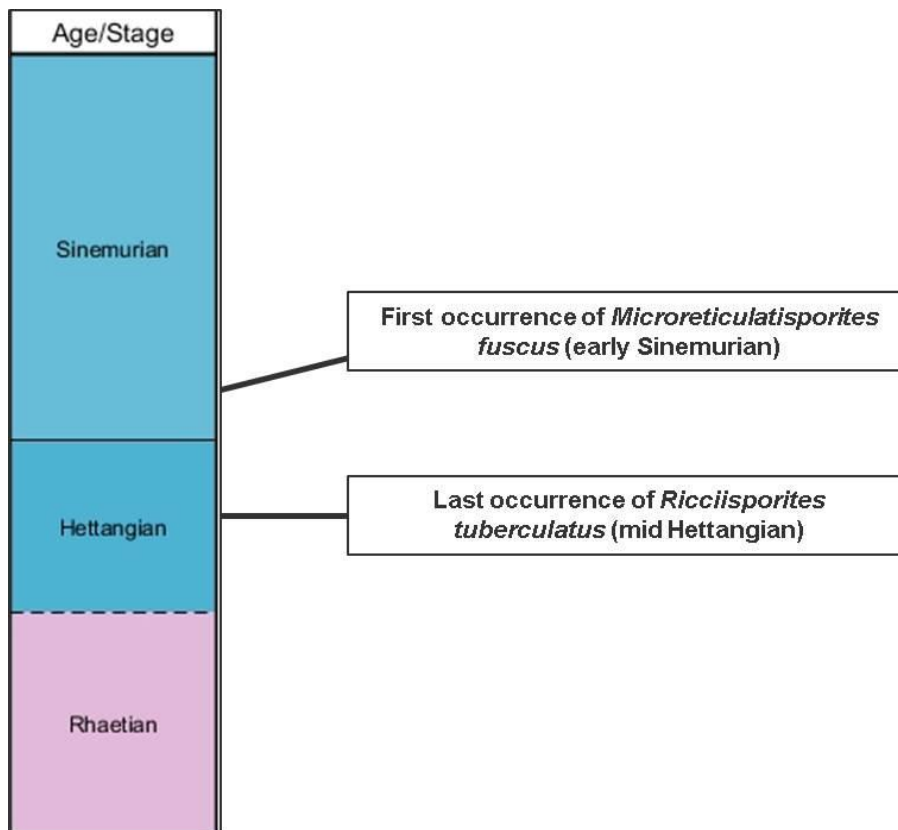 Age/Stage
Sinemurian
First occurrence of Microreticulatisporites
fuscus (early Sinemurian)
Last occurrence of Ricciisporites
tuberculatus (mid Hettangian)
Hettangian
Rhaetian